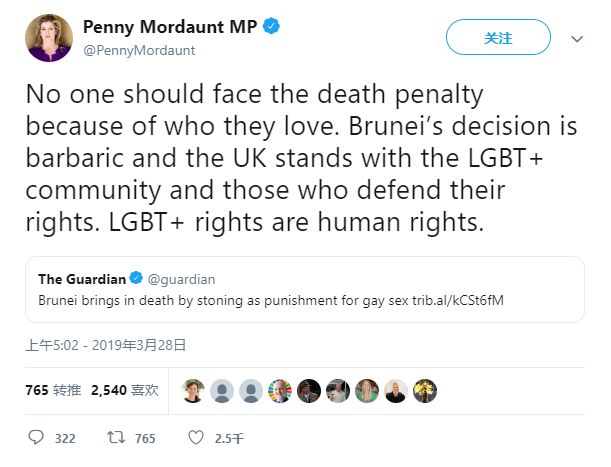 Penny Mordaunt MP
@PennyMordaunt
关注
No one should face the death penalty
because of who they love. Brunei’s decision is
barbaric and the UK stands with the LGBT+
community and those who defend their
rights. LGBT+ rights are human rights.
The Guardian @guardian
Brunei brings in death by stoning as punishment for gay sex trib.al/kCSt6fM
上午5:02 - 2019年3月28日
765 转推 2,540 喜欢
322 765 2.5千